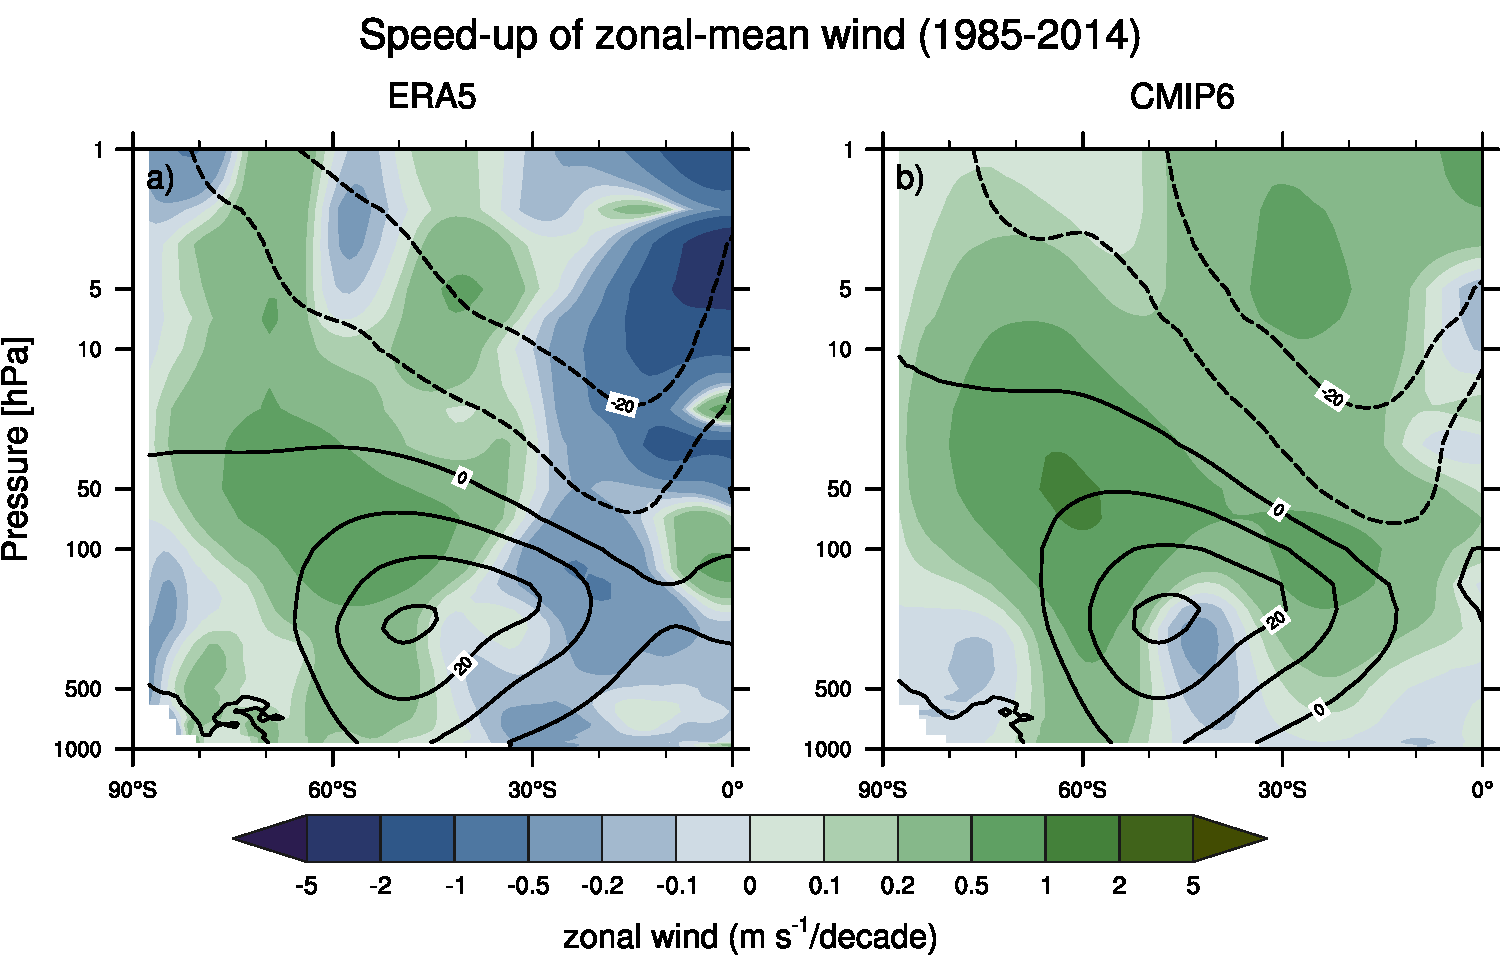 Speed-up of zonal-mean wind (1985-2014)
ERA5
CMIP6
a)
b)
Pressure [hPa]
1
5
10
50
100
500
1000
-20
0
20
90°S
60°S
30°S
0°
1
5
10
50
100
500
1000
-20
0
20
0
90°S
60°S
30°S
0°
-5 -2 -1 -0.5 -0.2 -0.1 0 0.1 0.2 0.5 1 2 5
zonal wind (m s-1/decade)